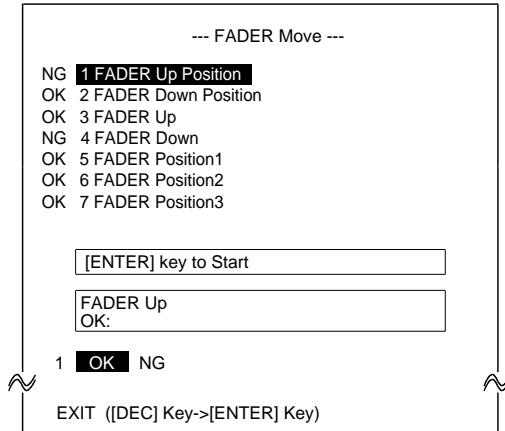 --- FADER Move ---
NG 1 FADER Up Position
OK 2 FADER Down Position
OK 3 FADER Up
NG 4 FADER Down
OK 5 FADER Position1
OK 6 FADER Position2
OK 7 FADER Position3
[ENTER] key to Start
FADER Up
OK:
1 OK NG
EXIT ([DEC] Key->[ENTER] Key)